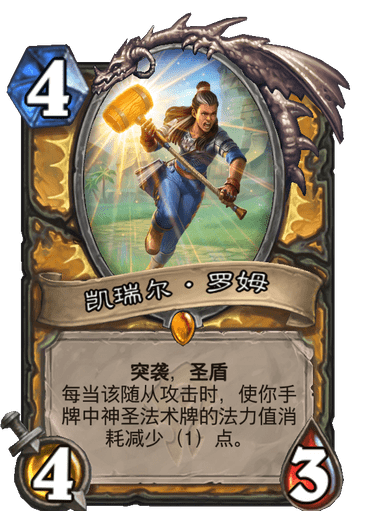 4
凯瑞尔·罗姆
突袭，圣盾
每当该随从攻击时，使你手
牌中神圣法术牌的法力值消
耗减少（1）点。
4
3